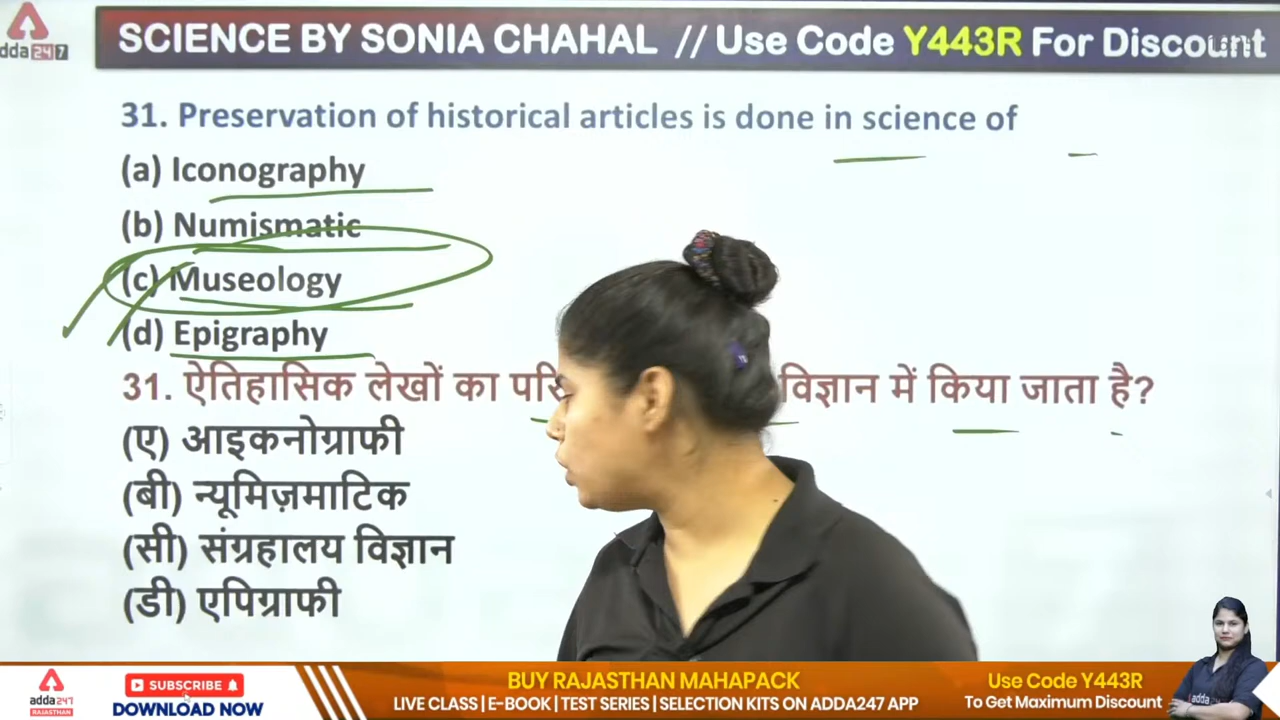 SCIENCE BY SONIA CHAHAL // Use Code Y443R For Discount
adda247
31. Preservation of historical articles is done in science of
(a) Iconography
(b) Numismatic
(c) Museology
(d) Epigraphy
31. ऐतिहासिक लेखों का विज्ञान में किया जाता है?
(ए) आइकनोग्राफी
(बी) न्यूमिज़माटिक
(सी) संग्रहालय विज्ञान
(डी) एपिग्राफी
adda247
RAJASTHAN
SUBSCRIBE
DOWNLOAD NOW
BUY RAJASTHAN MAHAPACK
LIVE CLASS | E-BOOK | TEST SERIES | SELECTION KITS ON ADDA247 APP
Use Code Y443R
To Get Maximum Discount
adda